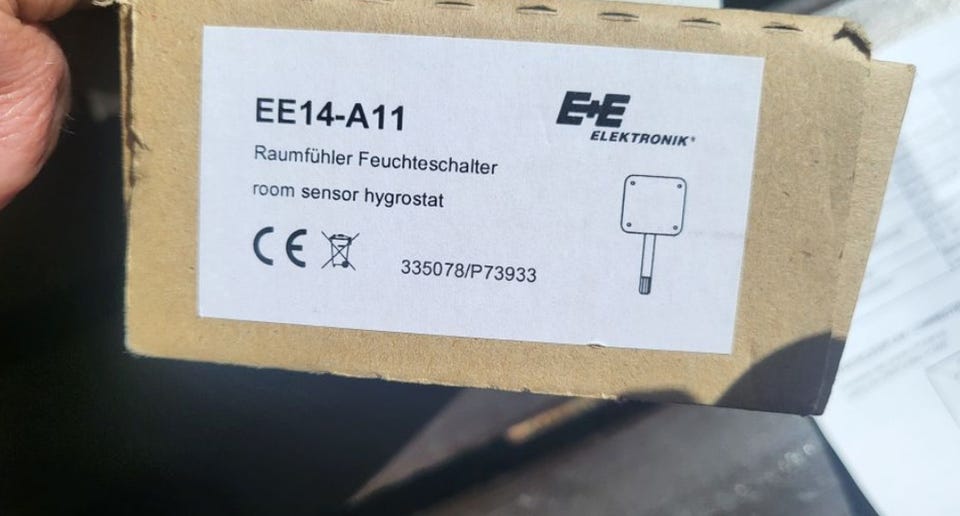 EE14-A11
E+E
ELEKTRONIK®
Raumfühler Feuchteschalter
room sensor hygrostat
CE
335078/P73933